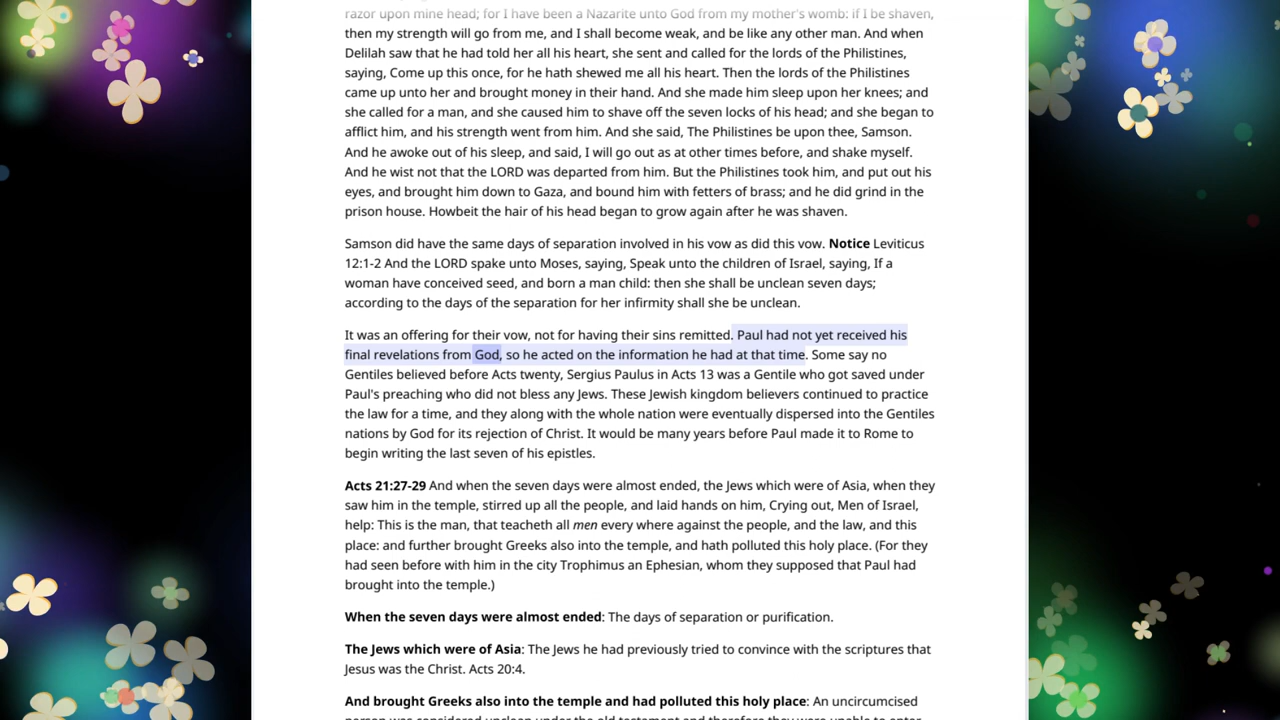 razor upon mine head; for I have been a Nazarite unto God from my mother's womb: if I be shaven,
then my strength will go from me, and I shall become weak, and be like any other man. And when
Delilah saw that he had told her all his heart, she sent and called for the lords of the Philistines,
saying, Come up this once, for he hath shewed me all his heart. Then the lords of the Philistines
came up unto her and brought money in their hand. And she made him sleep upon her knees; and
she called for a man, and she caused him to shave off the seven locks of his head; and she began to
afflict him, and his strength went from him. And she said, The Philistines be upon thee, Samson.
And he awoke out of his sleep, and said, I will go out as at other times before, and shake myself.
And he wist not that the LORD was departed from him. But the Philistines took him, and put out his
eyes, and brought him down to Gaza, and bound him with fetters of brass; and he did grind in the
prison house. Howbeit the hair of his head began to grow again after he was shaven.
Samson did have the same days of separation involved in his vow as did this vow. Notice Leviticus
12:1-2 And the LORD spake unto Moses, saying, Speak unto the children of Israel, saying, If a
woman have conceived seed, and born a man child: then she shall be unclean seven days;
according to the days of the separation for her infirmity shall she be unclean.
It was an offering for their vow, not for having their sins remitted. Paul had not yet received his
final revelations from God, so he acted on the information he had at that time. Some say no
Gentiles believed before Acts twenty, Sergius Paulus in Acts 13 was a Gentile who got saved under
Paul's preaching who did not bless any Jews. These Jewish kingdom believers continued to practice
the law for a time, and they along with the whole nation were eventually dispersed into the Gentiles
nations by God for its rejection of Christ. It would be many years before Paul made it to Rome to
begin writing the last seven of his epistles.
Acts 21:27-29 And when the seven days were almost ended, the Jews which were of Asia, when they
saw him in the temple, stirred up all the people, and laid hands on him, Crying out, Men of Israel,
help: This is the man, that teacheth all men every where against the people, and the law, and this
place: and further brought Greeks also into the temple, and hath polluted this holy place. (For they
had seen before with him in the city Trophimus an Ephesian, whom they supposed that Paul had
brought into the temple.)
When the seven days were almost ended: The days of separation or purification.
The Jews which were of Asia: The Jews he had previously tried to convince with the scriptures that
Jesus was the Christ. Acts 20:4.
And brought Greeks also into the temple and had polluted this holy place: An uncircumcised
person was considered unclean under the old testament and therefore they were unable to enter